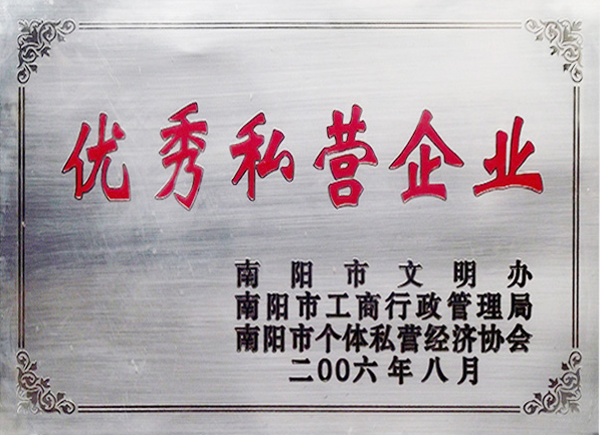 优秀私营企业
南阳市文明办
南阳市工商行政管理局
南阳市个体私营经济协会
二00六年八月